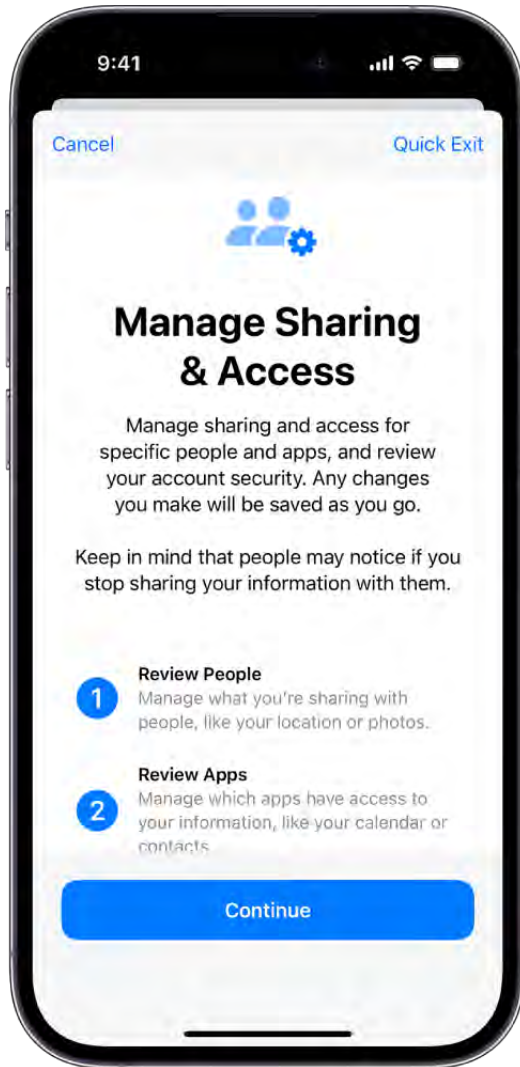 9:41
Cancel
Quick Exit
Manage Sharing
& Access
Manage sharing and access for
specific people and apps, and review
your account security. Any changes
you make will be saved as you go.
Keep in mind that people may notice if you
stop sharing your information with them.
1
Review People
Manage what you're sharing with
people, like your location or photos.
2
Review Apps
Manage which apps have access to
your information, like your calendar or
contacts
Continue